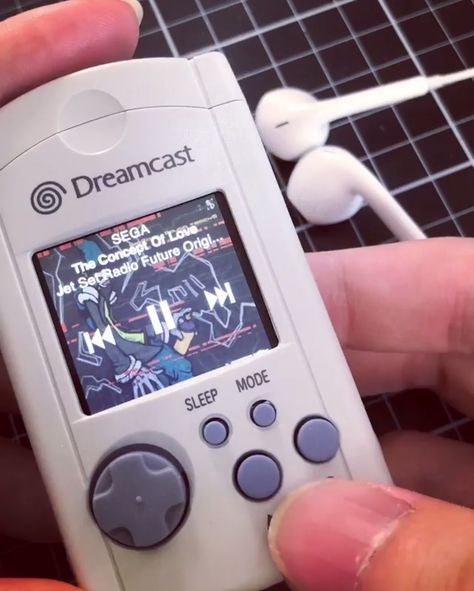 Dreamcast
SEGA
The Concept Of Love
Jet Set Radio Future Origi...
SLEEP MODE